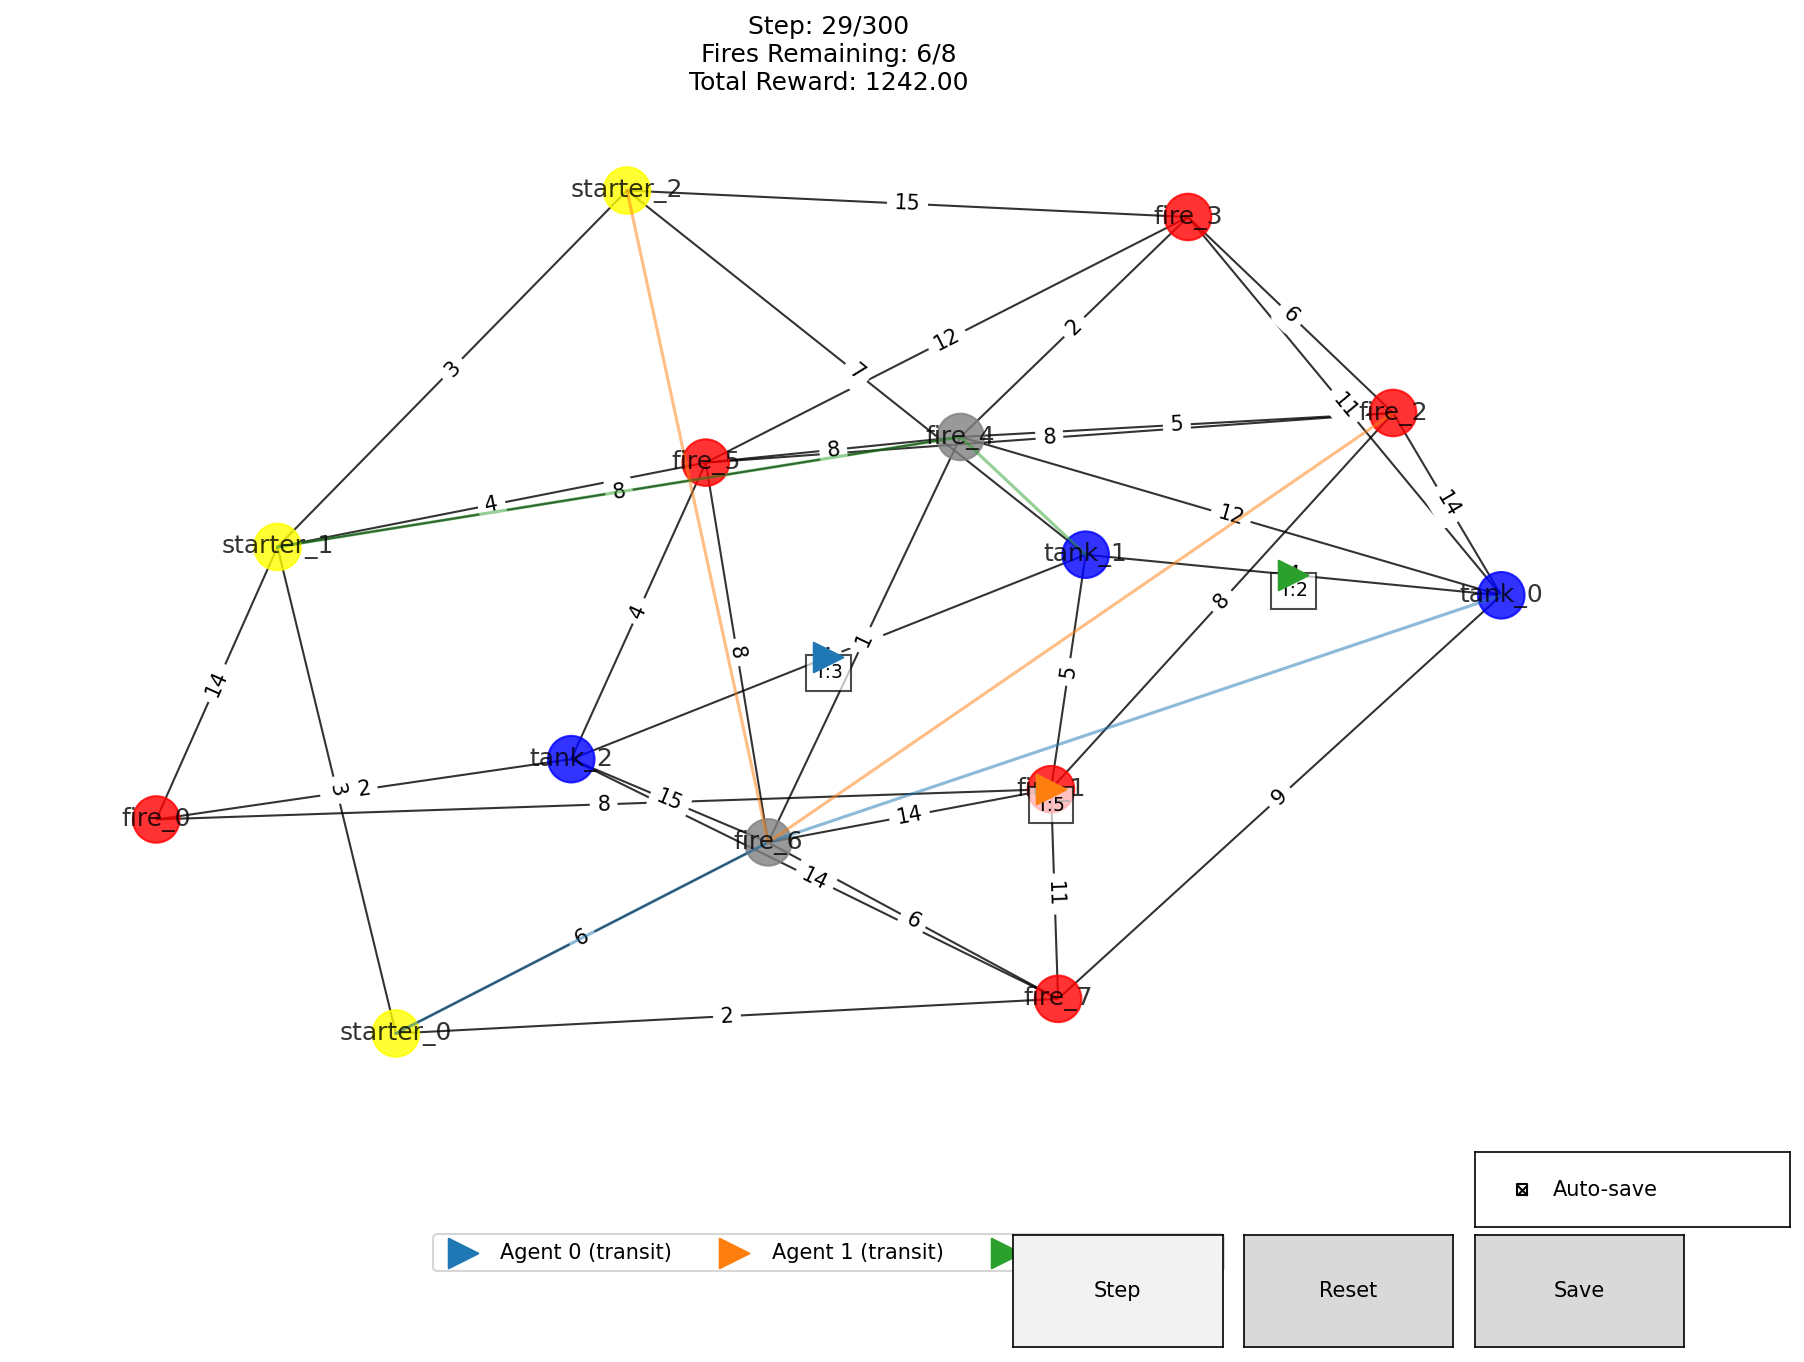 Step: 29/300
Fires Remaining: 6/8
Total Reward: 1242.00
starter_2
15
fire_3
6
2
12
3
7
11
fire_2
5
8
fire_4
8
fire_5
4
8
14
12
starter_1
tank_1
T:2
tank_0
4
8
1
8
T:3
5
14
tank_2
2
3
15
8
fire_1
T:5
9
fire_0
14
fire_6
14
11
6
6
fire_7
2
starter_0
Auto-save
Agent 0 (transit)
Agent 1 (transit)
Step
Reset
Save